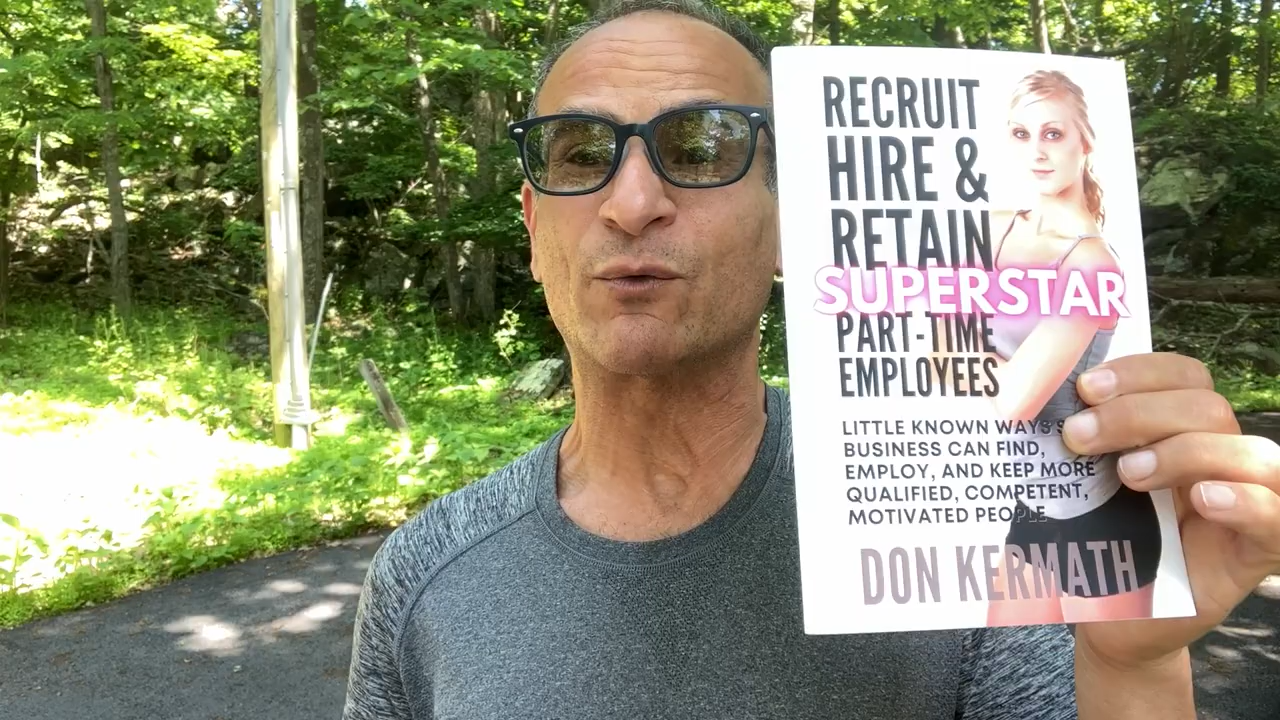 RECRUIT
HIRE &
RETAIN
SUPERSTAR
PART-TIME
EMPLOYEES
LITTLE KNOWN WAYS
BUSINESS CAN FIND,
EMPLOY, AND KEEP MORE
QUALIFIED, COMPETENT,
MOTIVATED PEOPLE
DON KERMATH